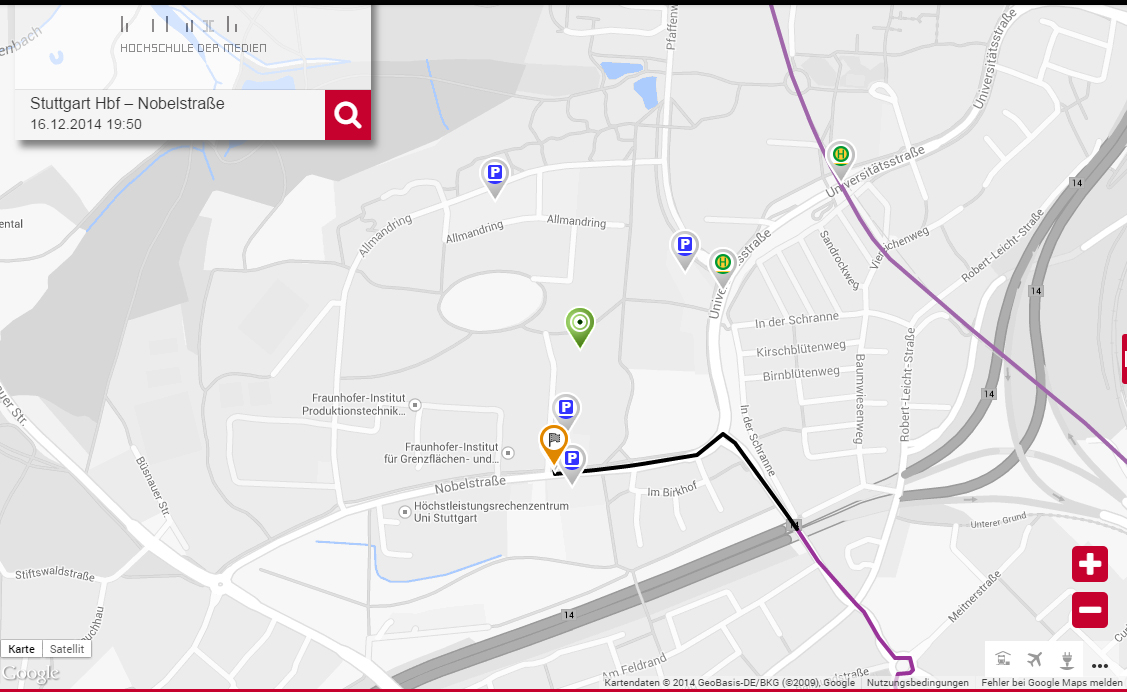 enbach
HOCHSCHULE DER MEDIEN
Stuttgart Hbf – Nobelstraße
16.12.2014 19:50
Pfaffenw
Universitätsstraße
H
Universitätsstraße
14
P
ental
Allmandring
Allmandring
Allmandring
P
H
Sandrockweg
Robert-Leicht-Straße
14
In der Schranne
Kirschblütenweg
Birnblütenweg
Baumwiesenweg
Robert-Leicht-Straße
14
Fraunhofer-Institut
Produktionstechnik...
P
In der Schranne
Fraunhofer-Institut
für Grenzflächen- und...
P
Büsnauer Str.
Nobelstraße
Im Birkhof
Höchstleistungsrechenzentrum
Uni Stuttgart
14
Unterer Grund
Stiftswaldstraße
Meitnerstraße
14
Am Feldrand
Karte
Satellit
Google
Kartendaten © 2014 GeoBasis-DE/BKG (©2009), Google
Nutzungsbedingungen
Fehler bei Google Maps melden